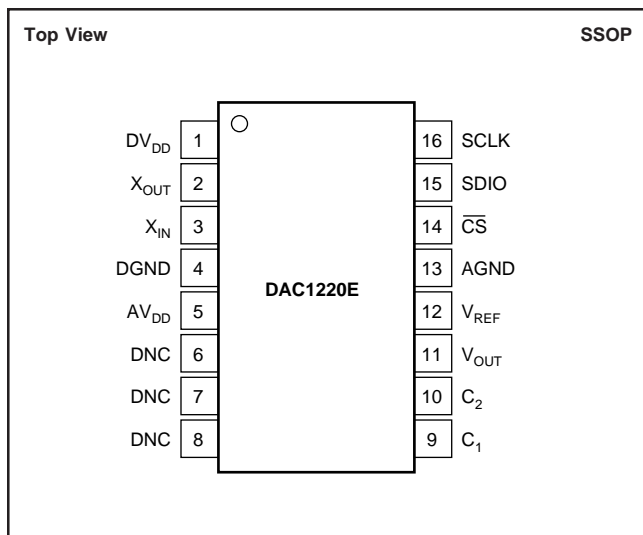 Top View SSOP
DV_DD 1 16 SCLK
X_OUT 2 15 SDIO
X_IN 3 14 C̅S̅
DGND 4 13 AGND
DAC1220E
AV_DD 5 12 V_REF
DNC 6 11 V_OUT
DNC 7 10 C_2
DNC 8 9 C_1